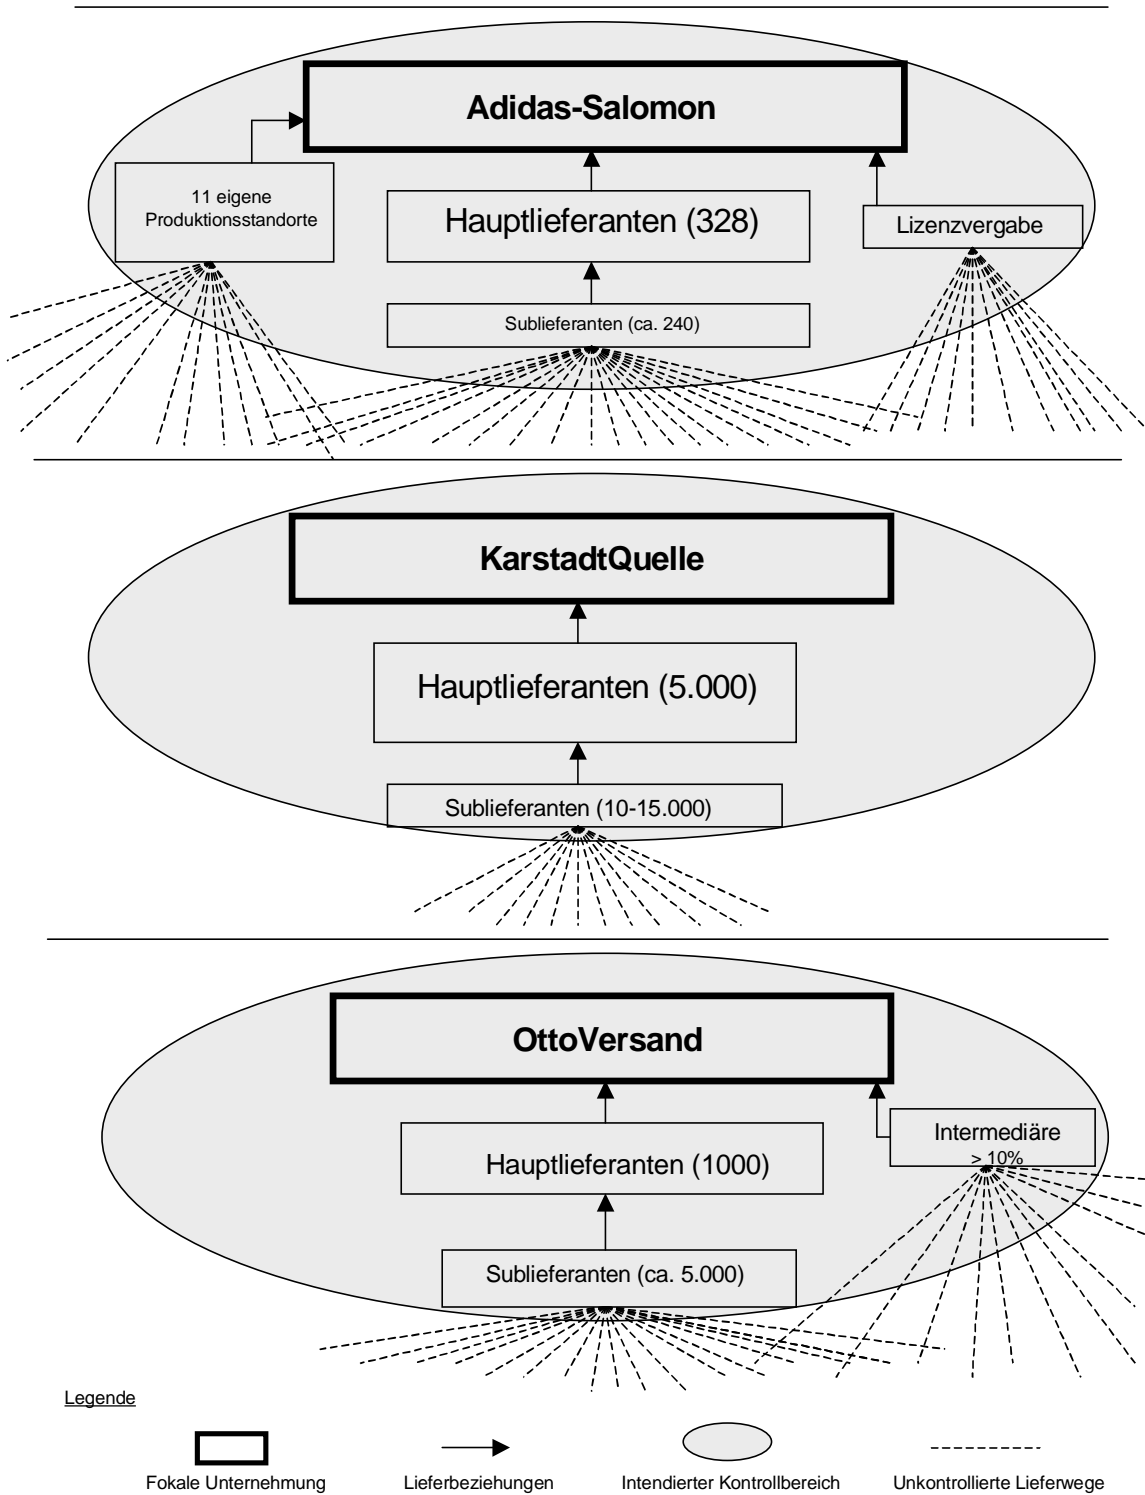 Adidas-Salomon
11 eigene
Produktionsstandorte
Hauptlieferanten (328)
Lizenzvergabe
Sublieferanten (ca. 240)
KarstadtQuelle
Hauptlieferanten (5.000)
Sublieferanten (10-15.000)
OttoVersand
Intermediäre
> 10%
Hauptlieferanten (1000)
Sublieferanten (ca. 5.000)
Legende
Fokale Unternehmung
Lieferbeziehungen
Intendierter Kontrollbereich
Unkontrollierte Lieferwege